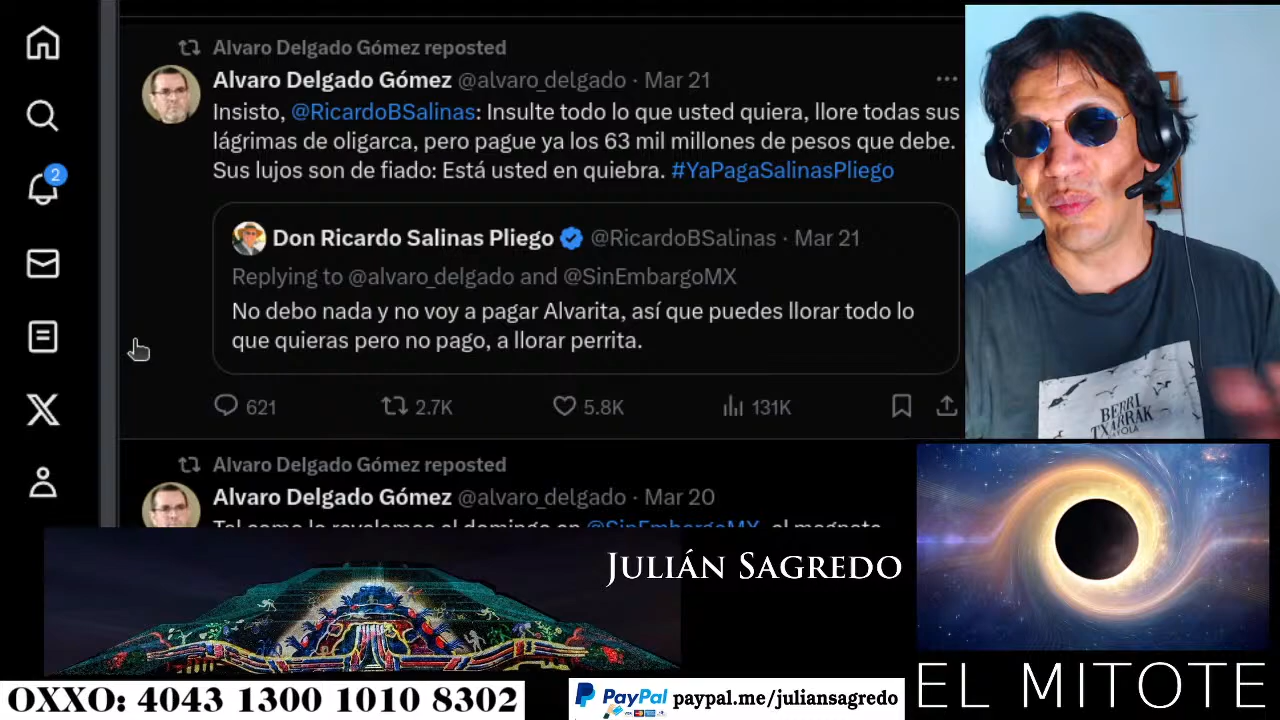 Alvaro Delgado Gómez reposted
Alvaro Delgado Gómez @alvaro_delgado · Mar 21
Insisto, @RicardoBSalinas: Insulte todo lo que usted quiera, llore todas sus
lágrimas de oligarca, pero pague ya los 63 mil millones de pesos que debe.
Sus lujos son de fiado: Está usted en quiebra. #YaPagaSalinasPliego
Don Ricardo Salinas Pliego @RicardoBSalinas · Mar 21
Replying to @alvaro_delgado and @SinEmbargoMX
No debo nada y no voy a pagar Alvarita, así que puedes llorar todo lo
que quieras pero no pago, a llorar perrita.
621 2.7K 5.8K 131K
Alvaro Delgado Gómez reposted
Alvaro Delgado Gómez @alvaro_delgado · Mar 20
Tal como lo revelamos el domingo en @SinEmbargoMX, el magnate
2
BERRI
TXARRAK
JULIÁN SAGREDO
EL MITOTE
OXXO: 4043 1300 1010 8302
PayPal paypal.me/juliansagredo